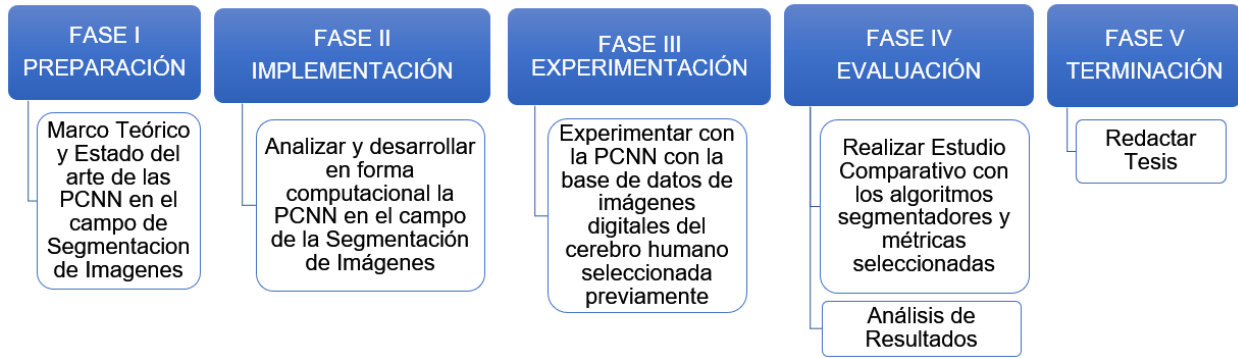 FASE I
PREPARACIÓN
Marco Teórico
y Estado del
arte de las
PCNN en el
campo de
Segmentacion
de Imagenes
FASE II
IMPLEMENTACIÓN
Analizar y desarrollar
en forma
computacional la
PCNN en el campo
de la Segmentación
de Imágenes
FASE III
EXPERIMENTACIÓN
Experimentar con
la PCNN con la
base de datos de
imágenes
digitales del
cerebro humano
seleccionada
previamente
FASE IV
EVALUACIÓN
Realizar Estudio
Comparativo con
los algoritmos
segmentadores y
métricas
seleccionadas
Análisis de
Resultados
FASE V
TERMINACIÓN
Redactar
Tesis